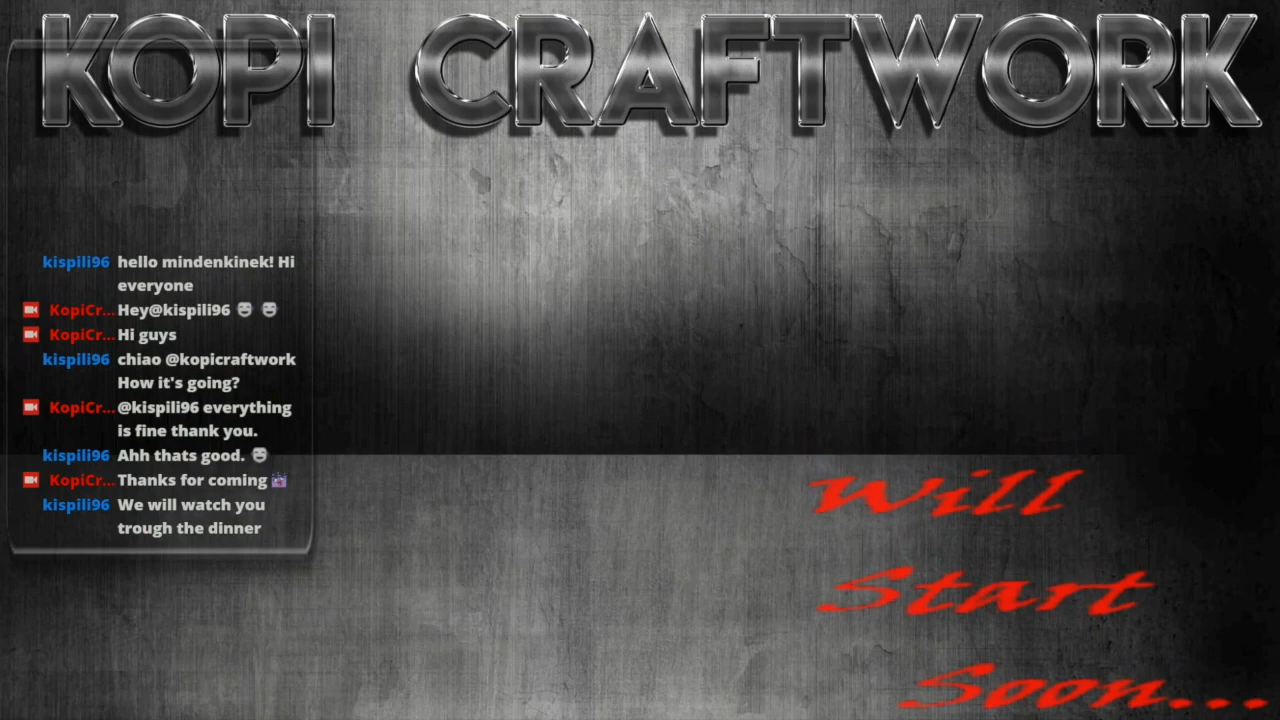 KOPI CRAFTWORK
kispili96 hello mindenkinek! Hi
everyone
KopiCr... Hey@kispili96
KopiCr... Hi guys
kispili96 chiao @kopicraftwork
How it's going?
KopiCr... @kispili96 everything
is fine thank you.
kispili96 Ahh thats good.
KopiCr... Thanks for coming
kispili96 We will watch you
trough the dinner
Will
Start
Soon...